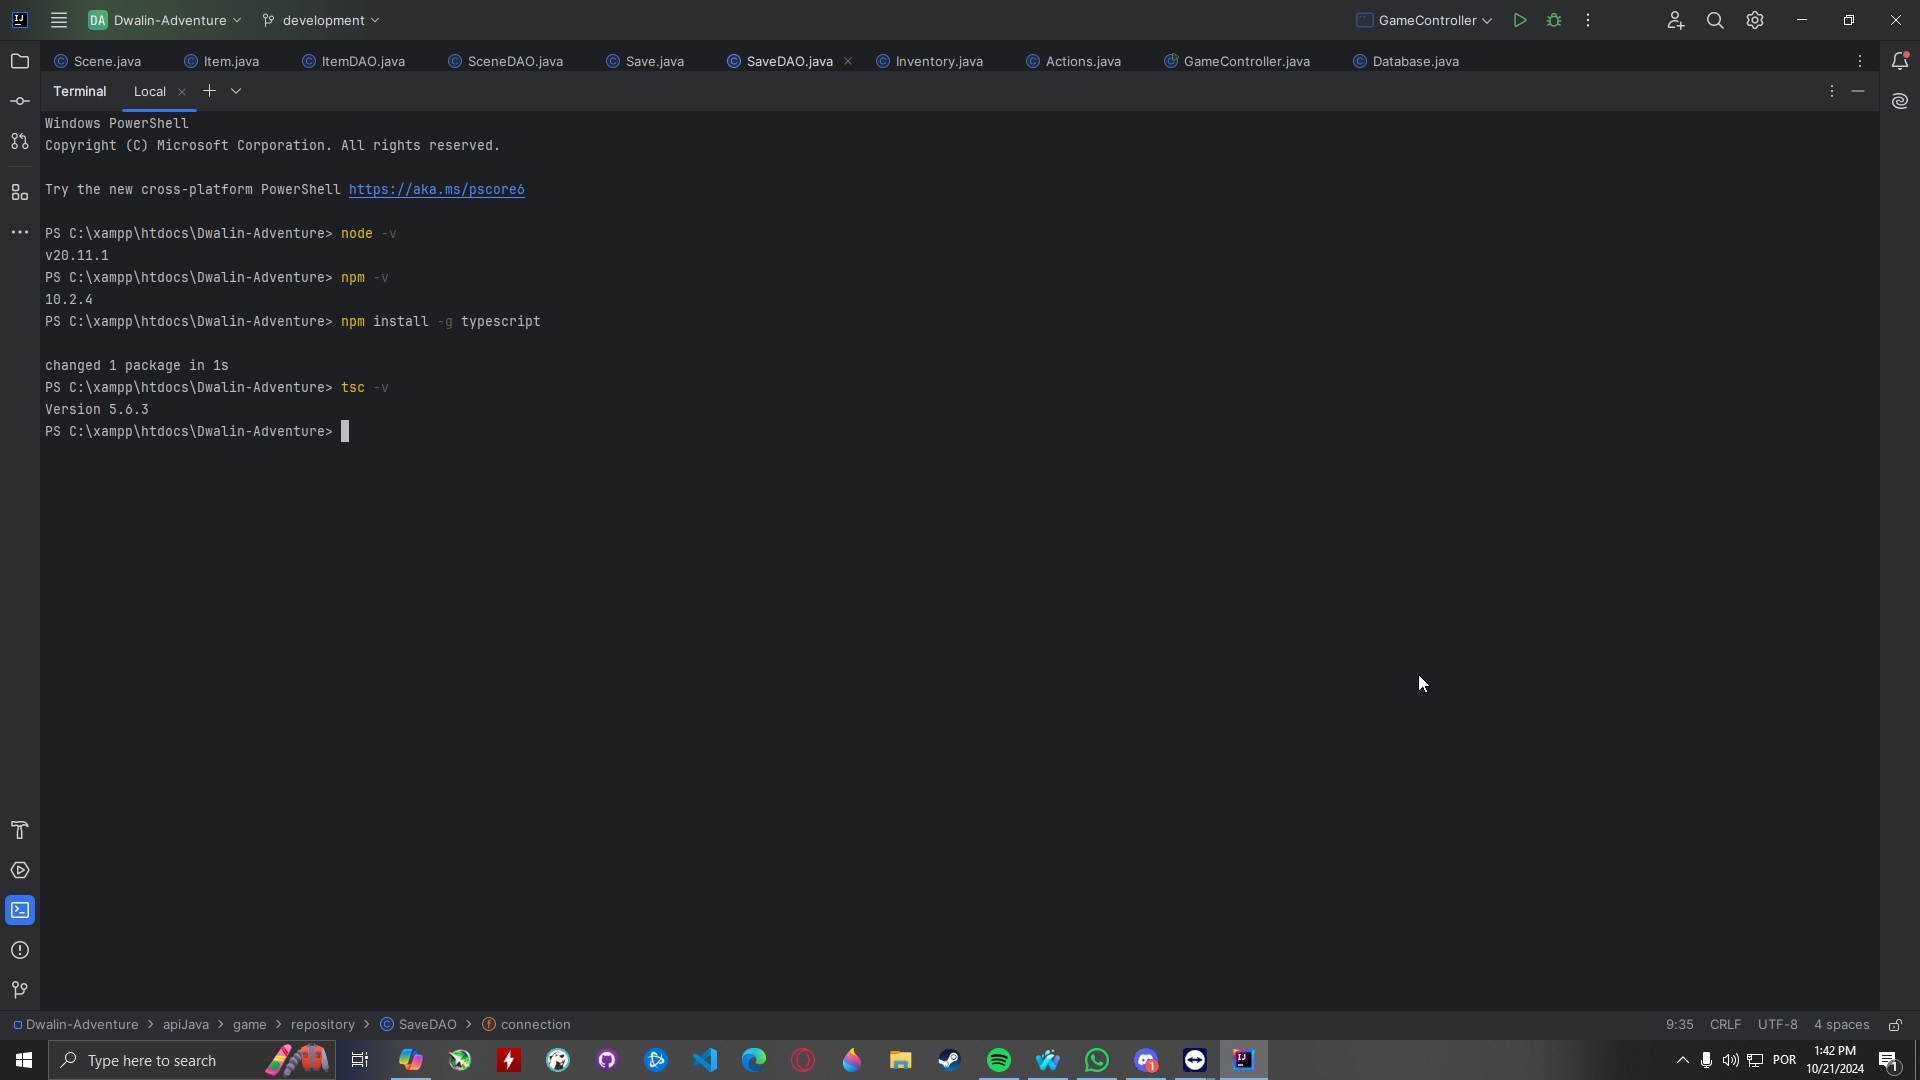 DA Dwalin-Adventure development GameController
Scene.java Item.java ItemDAO.java SceneDAO.java Save.java SaveDAO.java Inventory.java Actions.java GameController.java Database.java
Terminal Local
Windows PowerShell
Copyright (C) Microsoft Corporation. All rights reserved.
Try the new cross-platform PowerShell https://aka.ms/pscore6
PS C:\xampp\htdocs\Dwalin-Adventure> node -v
v20.11.1
PS C:\xampp\htdocs\Dwalin-Adventure> npm -v
10.2.4
PS C:\xampp\htdocs\Dwalin-Adventure> npm install -g typescript
changed 1 package in 1s
PS C:\xampp\htdocs\Dwalin-Adventure> tsc -v
Version 5.6.3
PS C:\xampp\htdocs\Dwalin-Adventure>
Dwalin-Adventure > apiJava > game > repository > SaveDAO > connection 9:35 CRLF UTF-8 4 spaces
Type here to search POR 1:42 PM
10/21/2024